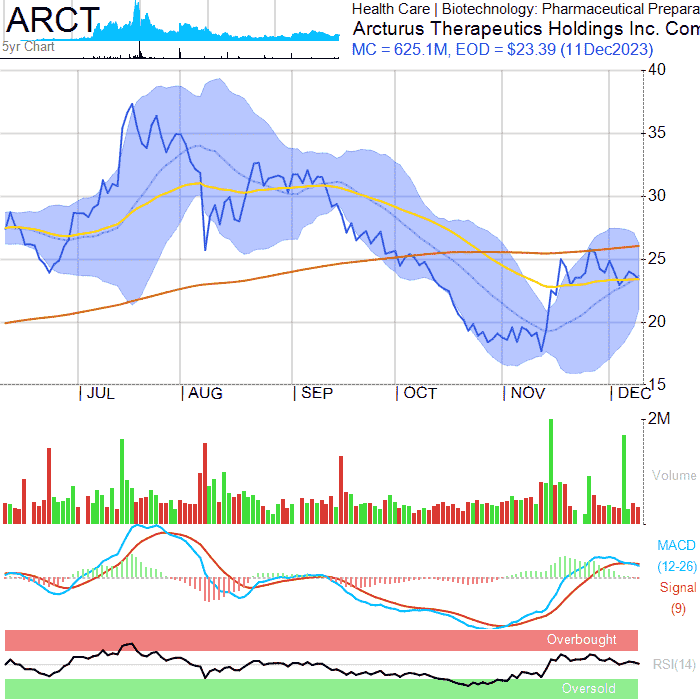 ARCT
5yr Chart
Health Care | Biotechnology: Pharmaceutical Prepara
Arcturus Therapeutics Holdings Inc. Com
MC = 625.1M, EOD = $23.39 (11Dec2023)
40
35
30
25
20
15
| JUL | AUG | SEP | OCT | NOV | DEC
2M
Volume
MACD
(12-26)
Signal
(9)
Overbought
RSI(14)
Oversold